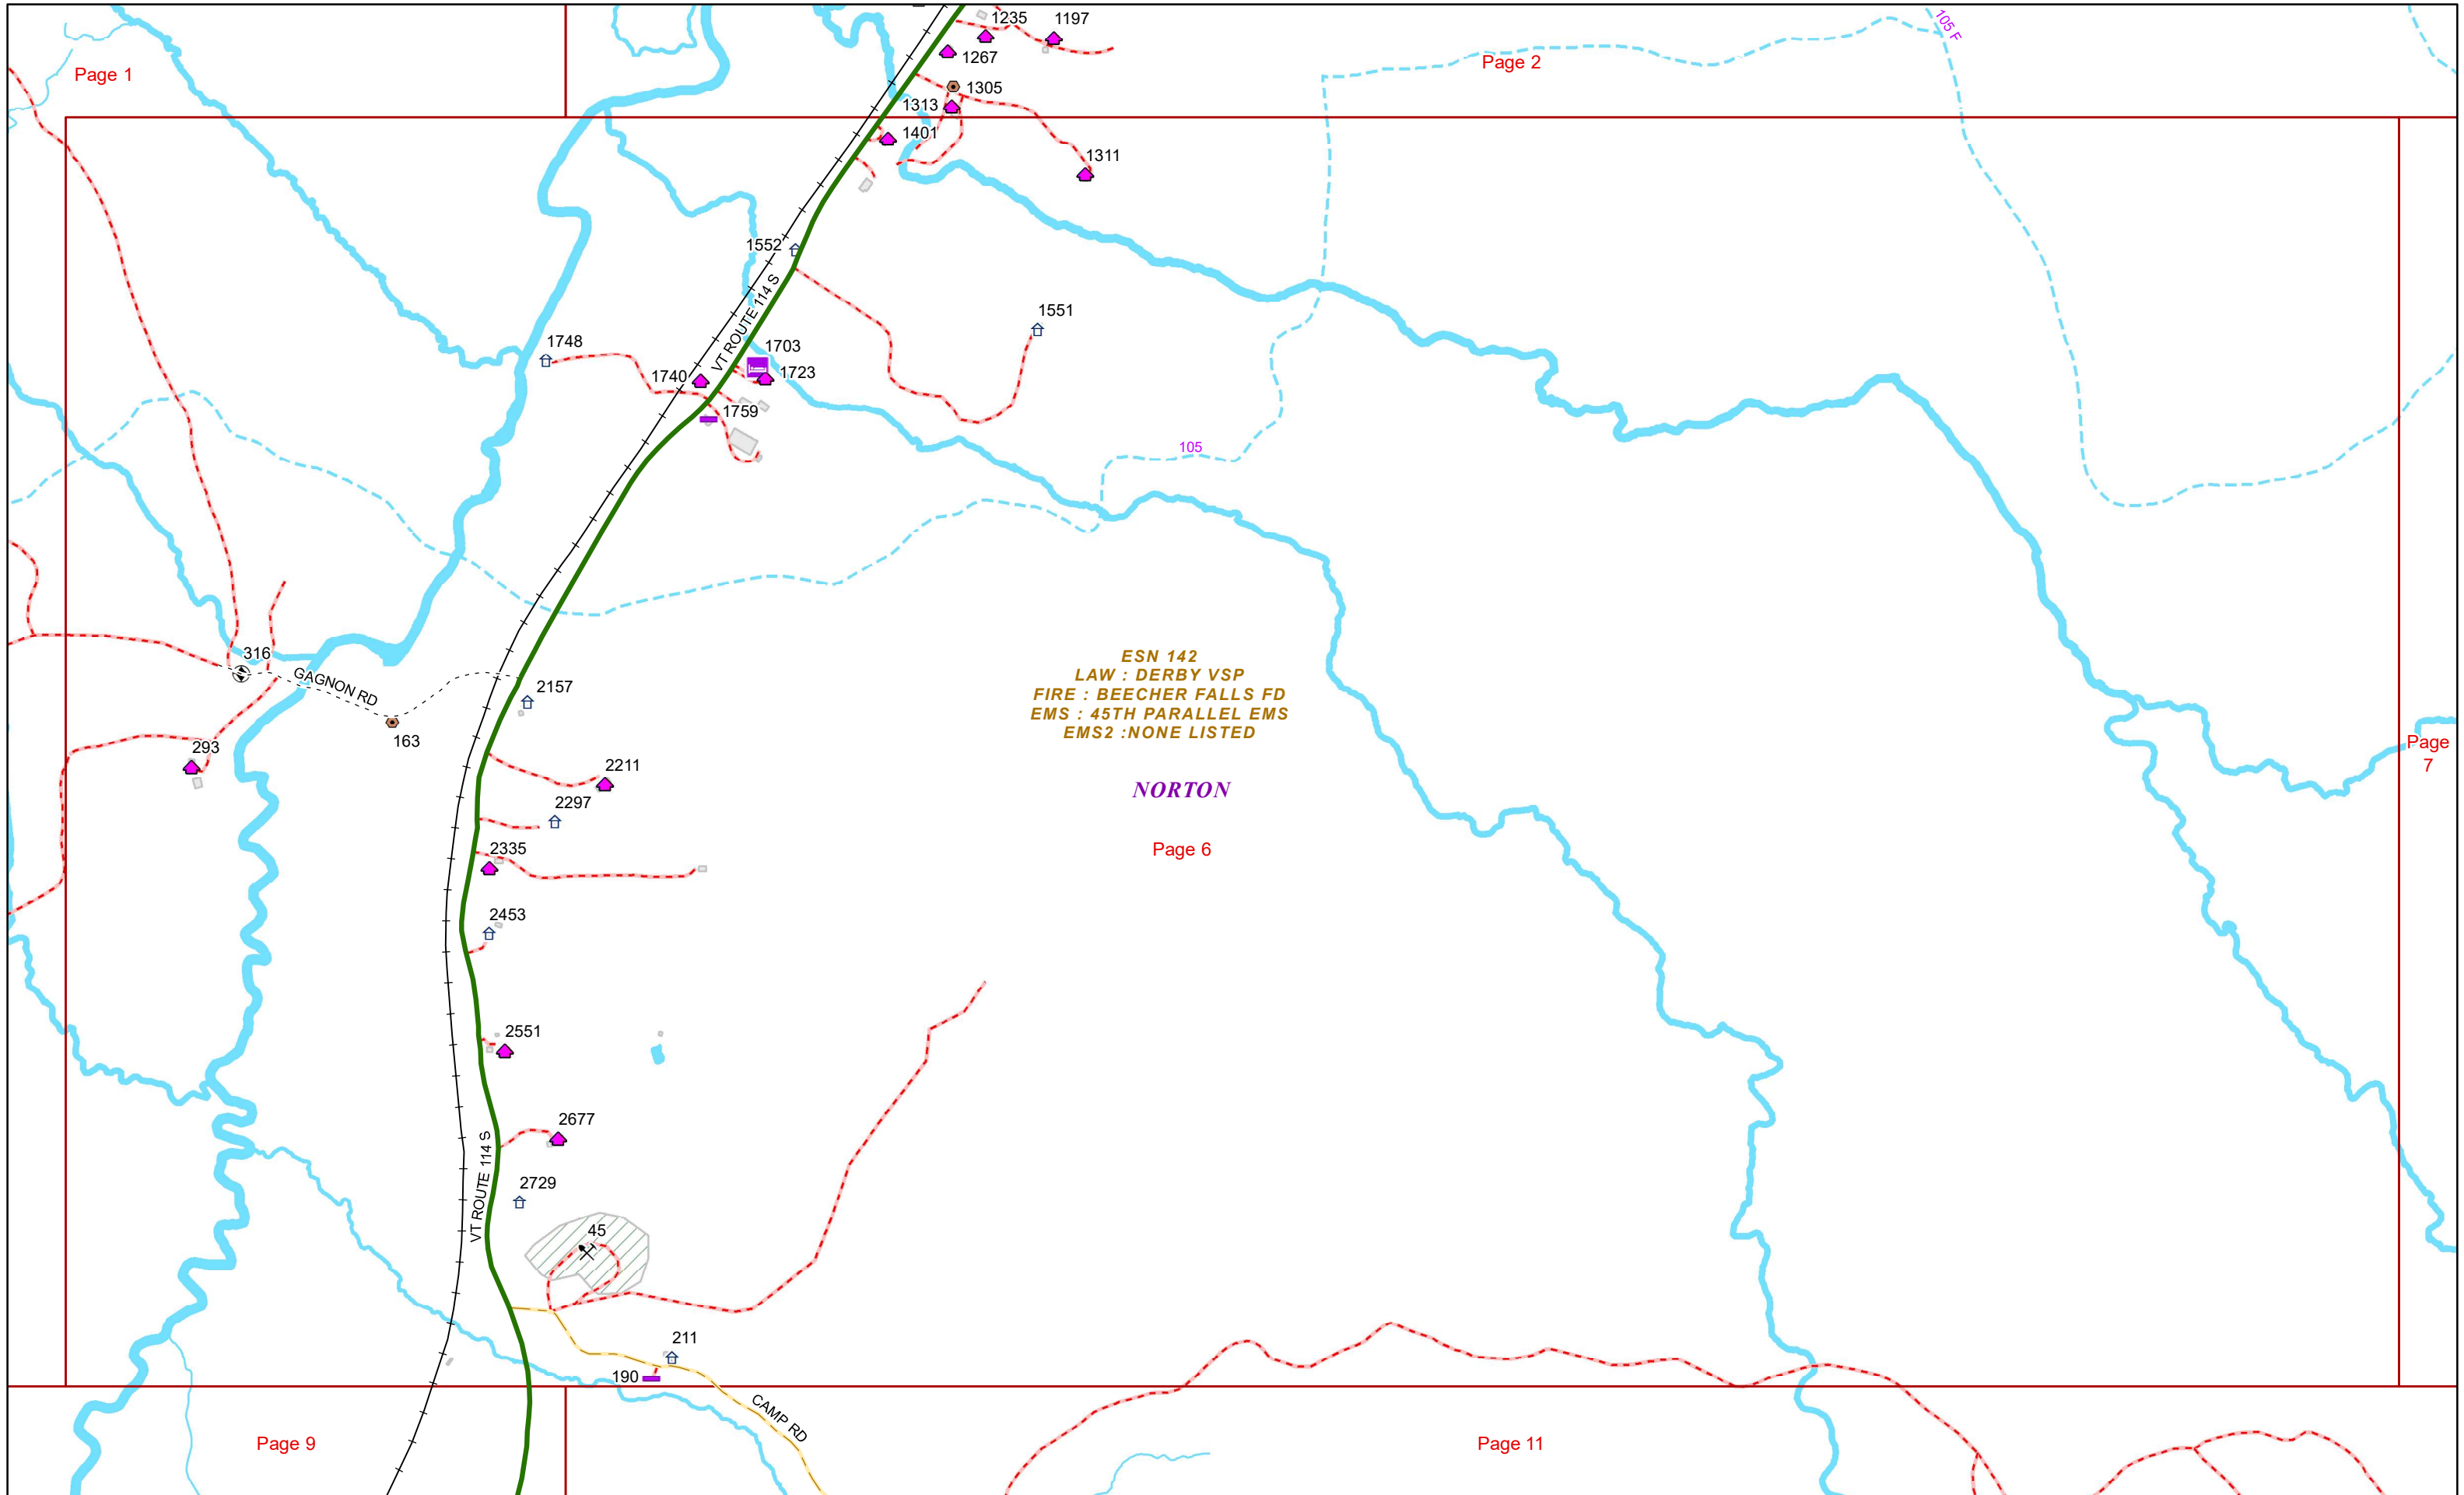 1235
1197
105 F
1267
Page 2
Page 1
1305
1313
1401
1311
1552
VT ROUTE 114 S
1551
1748
1703
1740
1723
1759
105
316
GAGNON RD
2157
163
293
ESN 142
LAW : DERBY VSP
FIRE : BEECHER FALLS FD
EMS : 45TH PARALLEL EMS
EMS2 :NONE LISTED
Page
7
2211
NORTON
2297
2335
Page 6
2453
2551
2677
VT ROUTE 114 S
2729
45
211
190
CAMP RD
Page 9
Page 11